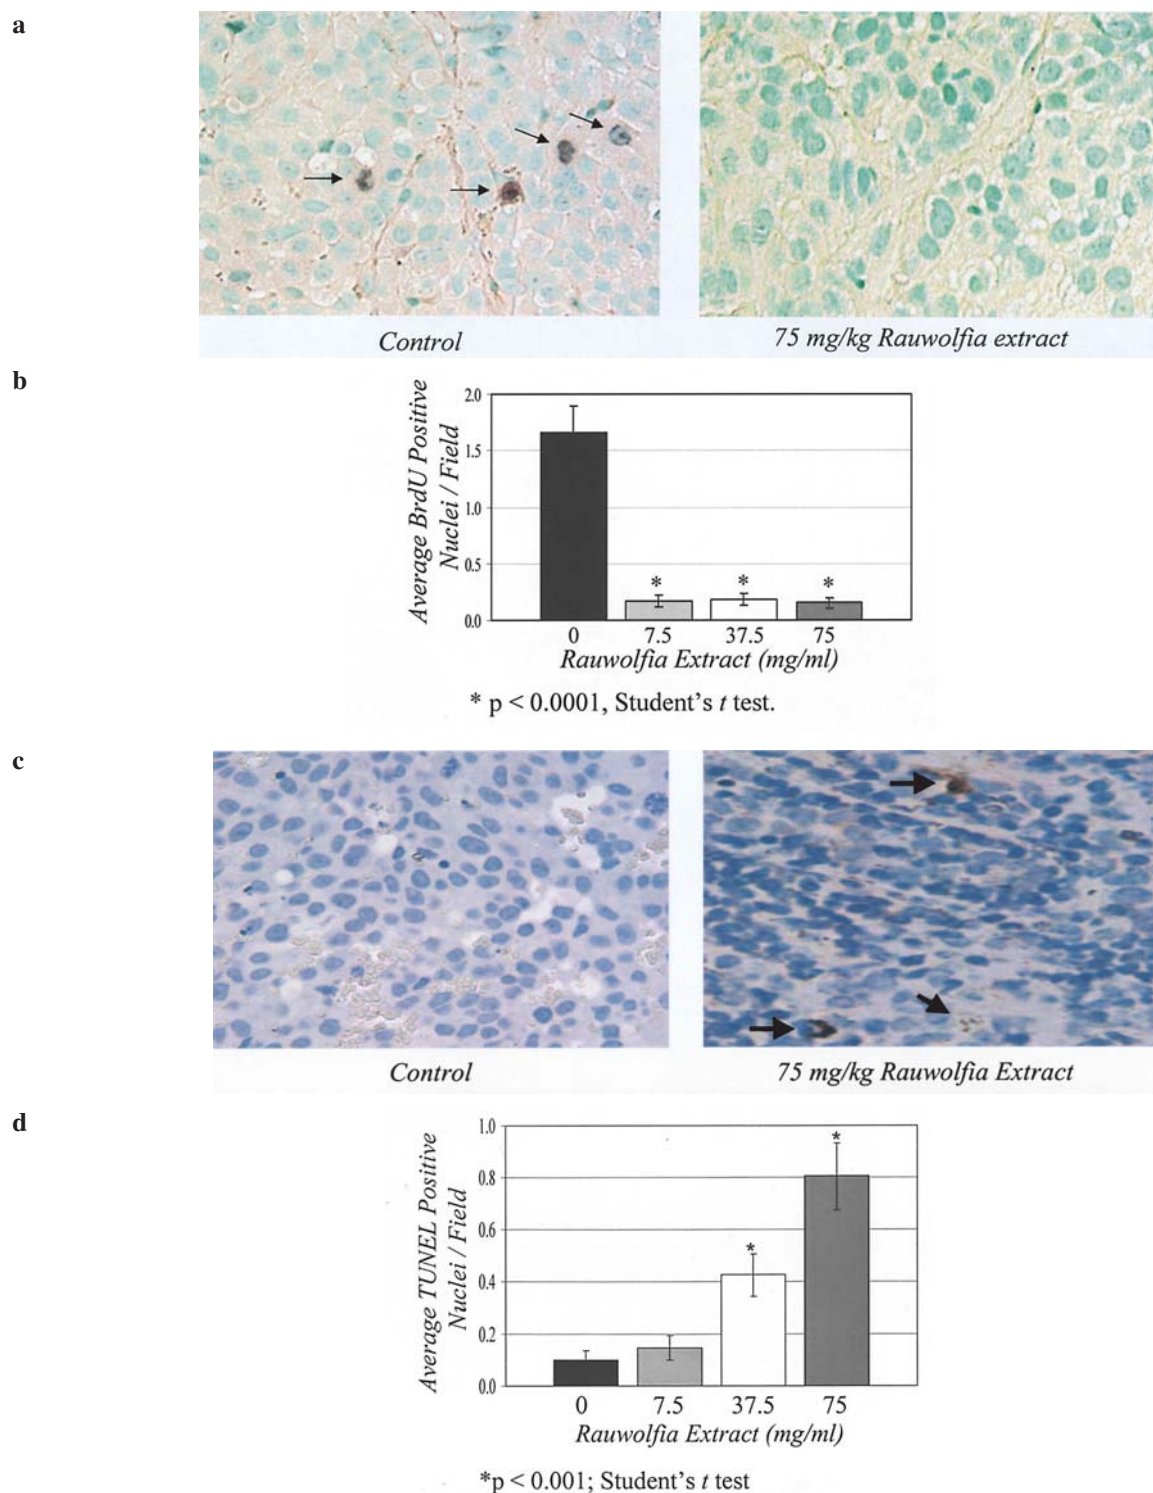 a
Control
75 mg/kg Rauwolfia extract
b
Average BrdU Positive
Nuclei / Field
2.0
1.5
1.0
0.5
0.0
* * *
0 7.5 37.5 75
Rauwolfia Extract (mg/ml)
* p < 0.0001, Student's t test.
c
Control
75 mg/kg Rauwolfia Extract
d
Average TUNEL Positive
Nuclei / Field
1.0
0.8
0.6
0.4
0.2
0.0
*
*
0 7.5 37.5 75
Rauwolfia Extract (mg/ml)
*p < 0.001; Student's t test